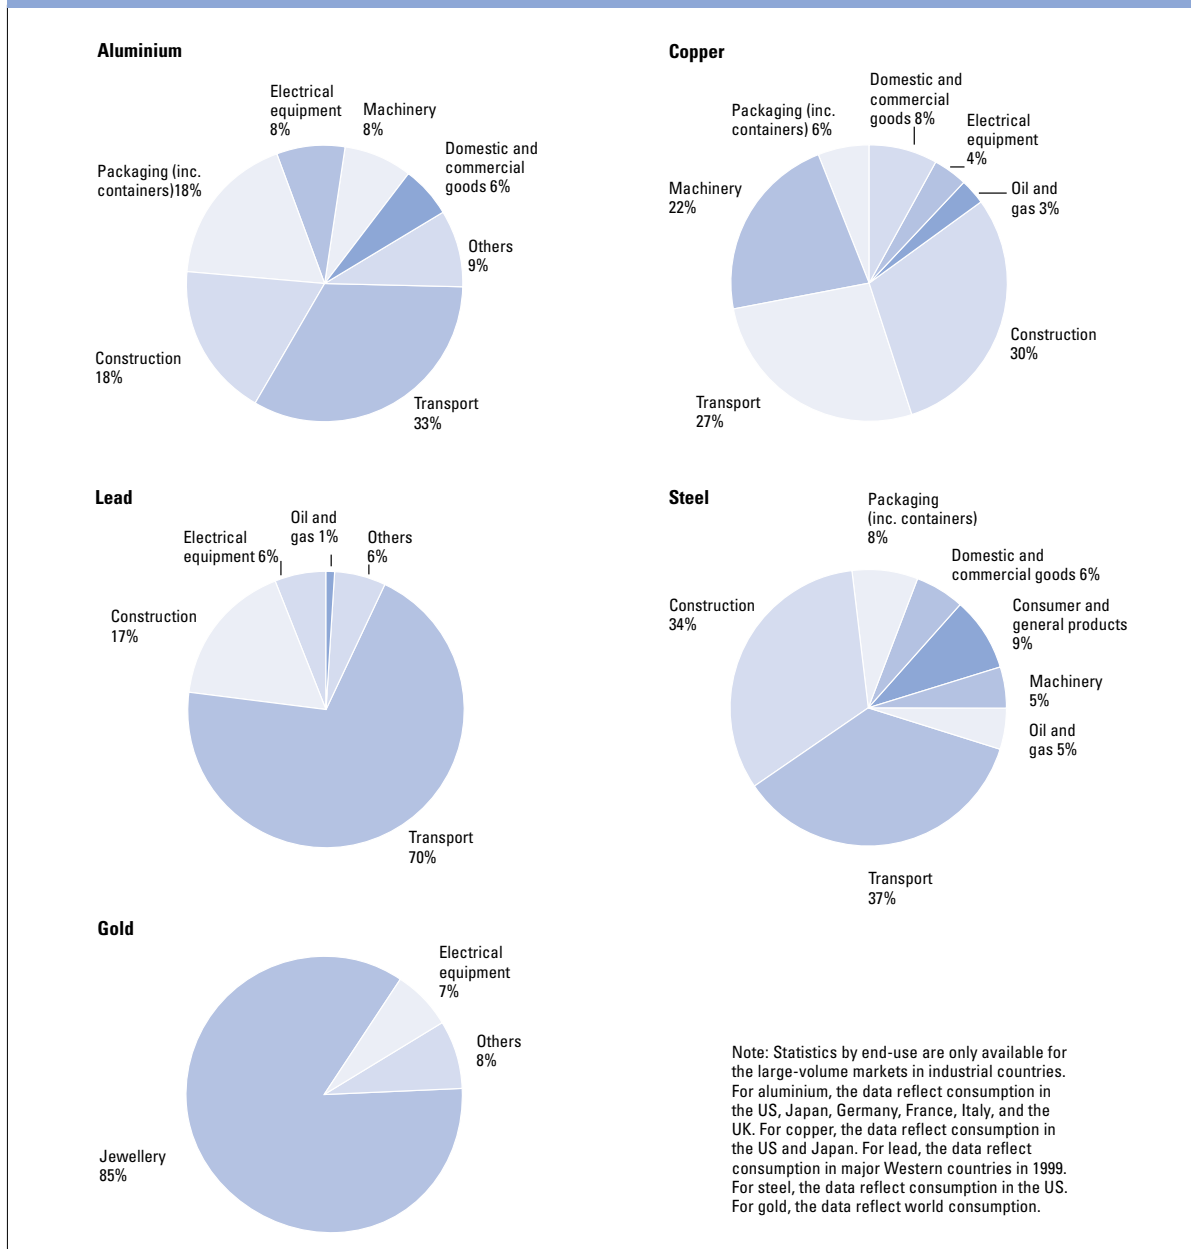 Aluminium
Electrical
equipment
8%
Machinery
8%
Domestic and
commercial
goods 6%
Packaging (inc.
containers)18%
Others
9%
Construction
18%
Transport
33%
Copper
Domestic and
commercial
goods 8%
Packaging (inc.
containers) 6%
Electrical
equipment
4%
Machinery
22%
Oil and
gas 3%
Construction
30%
Transport
27%
Lead
Oil and
gas 1%
Electrical
equipment 6%
Others
6%
Construction
17%
Transport
70%
Steel
Packaging
(inc. containers)
8%
Domestic and
commercial goods 6%
Construction
34%
Consumer and
general products
9%
Machinery
5%
Oil and
gas 5%
Transport
37%
Gold
Electrical
equipment
7%
Others
8%
Jewellery
85%
Note: Statistics by end-use are only available for
the large-volume markets in industrial countries.
For aluminium, the data reflect consumption in
the US, Japan, Germany, France, Italy, and the
UK. For copper, the data reflect consumption in
the US and Japan. For lead, the data reflect
consumption in major Western countries in 1999.
For steel, the data reflect consumption in the US.
For gold, the data reflect world consumption.